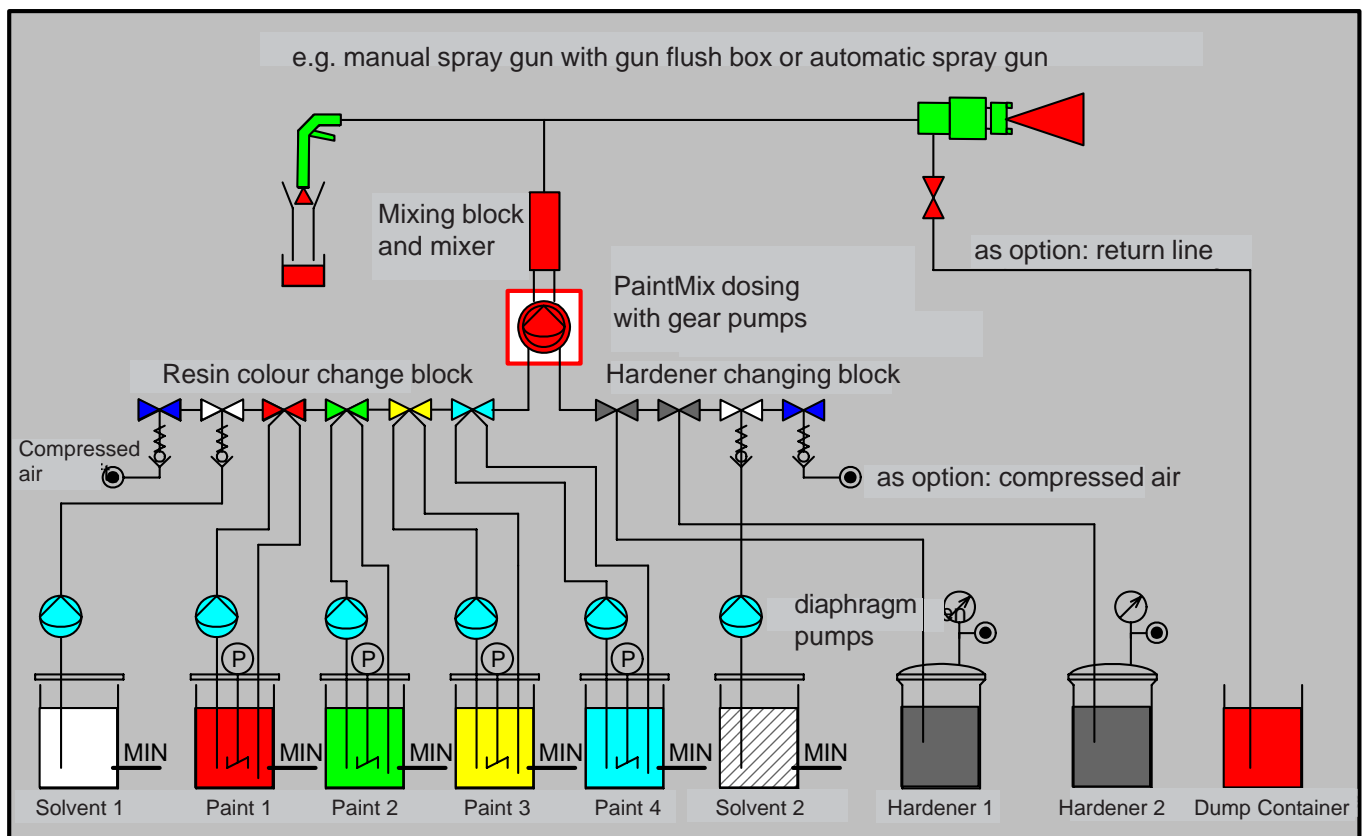 e.g. manual spray gun with gun flush box or automatic spray gun
Mixing block
and mixer
as option: return line
PaintMix dosing
with gear pumps
Resin colour change block
Hardener changing block
Compressed
air
as option: compressed air
diaphragm
pumps
P
P
P
P
MIN
MIN
MIN
MIN
MIN
MIN
Solvent 1
Paint 1
Paint 2
Paint 3
Paint 4
Solvent 2
Hardener 1
Hardener 2
Dump Container